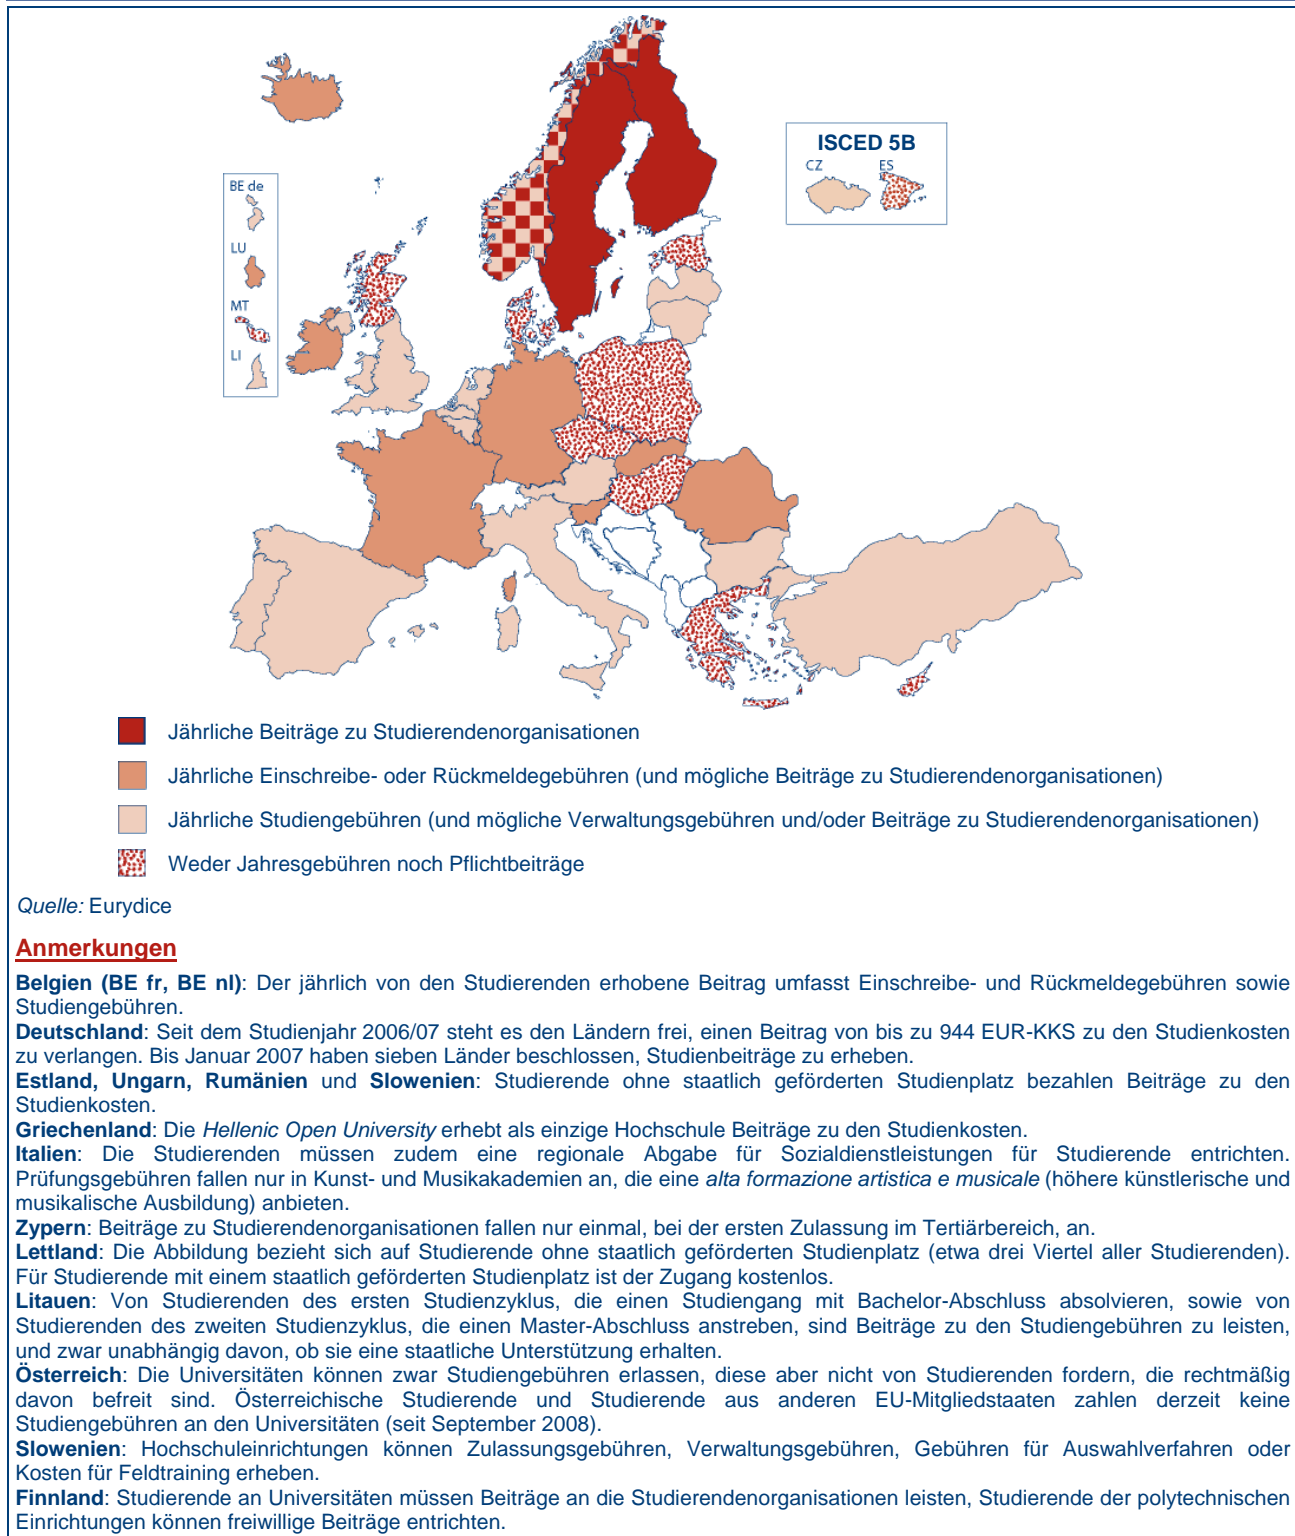 ISCED 5B
CZ
ES
BE de
LU
MT
LI
Jährliche Beiträge zu Studierendenorganisationen
Jährliche Einschreibe- oder Rückmeldegebühren (und mögliche Beiträge zu Studierendenorganisationen)
Jährliche Studiengebühren (und mögliche Verwaltungsgebühren und/oder Beiträge zu Studierendenorganisationen)
Weder Jahresgebühren noch Pflichtbeiträge
Quelle: Eurydice
Anmerkungen
Belgien (BE fr, BE nl): Der jährlich von den Studierenden erhobene Beitrag umfasst Einschreibe- und Rückmeldegebühren sowie
Studiengebühren.
Deutschland: Seit dem Studienjahr 2006/07 steht es den Ländern frei, einen Beitrag von bis zu 944 EUR-KKS zu den Studienkosten
zu verlangen. Bis Januar 2007 haben sieben Länder beschlossen, Studienbeiträge zu erheben.
Estland, Ungarn, Rumänien und Slowenien: Studierende ohne staatlich geförderten Studienplatz bezahlen Beiträge zu den
Studienkosten.
Griechenland: Die Hellenic Open University erhebt als einzige Hochschule Beiträge zu den Studienkosten.
Italien: Die Studierenden müssen zudem eine regionale Abgabe für Sozialdienstleistungen für Studierende entrichten.
Prüfungsgebühren fallen nur in Kunst- und Musikakademien an, die eine alta formazione artistica e musicale (höhere künstlerische und
musikalische Ausbildung) anbieten.
Zypern: Beiträge zu Studierendenorganisationen fallen nur einmal, bei der ersten Zulassung im Tertiärbereich, an.
Lettland: Die Abbildung bezieht sich auf Studierende ohne staatlich geförderten Studienplatz (etwa drei Viertel aller Studierenden).
Für Studierende mit einem staatlich geförderten Studienplatz ist der Zugang kostenlos.
Litauen: Von Studierenden des ersten Studienzyklus, die einen Studiengang mit Bachelor-Abschluss absolvieren, sowie von
Studierenden des zweiten Studienzyklus, die einen Master-Abschluss anstreben, sind Beiträge zu den Studiengebühren zu leisten,
und zwar unabhängig davon, ob sie eine staatliche Unterstützung erhalten.
Österreich: Die Universitäten können zwar Studiengebühren erlassen, diese aber nicht von Studierenden fordern, die rechtmäßig
davon befreit sind. Österreichische Studierende und Studierende aus anderen EU-Mitgliedstaaten zahlen derzeit keine
Studiengebühren an den Universitäten (seit September 2008).
Slowenien: Hochschuleinrichtungen können Zulassungsgebühren, Verwaltungsgebühren, Gebühren für Auswahlverfahren oder
Kosten für Feldtraining erheben.
Finnland: Studierende an Universitäten müssen Beiträge an die Studierendenorganisationen leisten, Studierende der polytechnischen
Einrichtungen können freiwillige Beiträge entrichten.